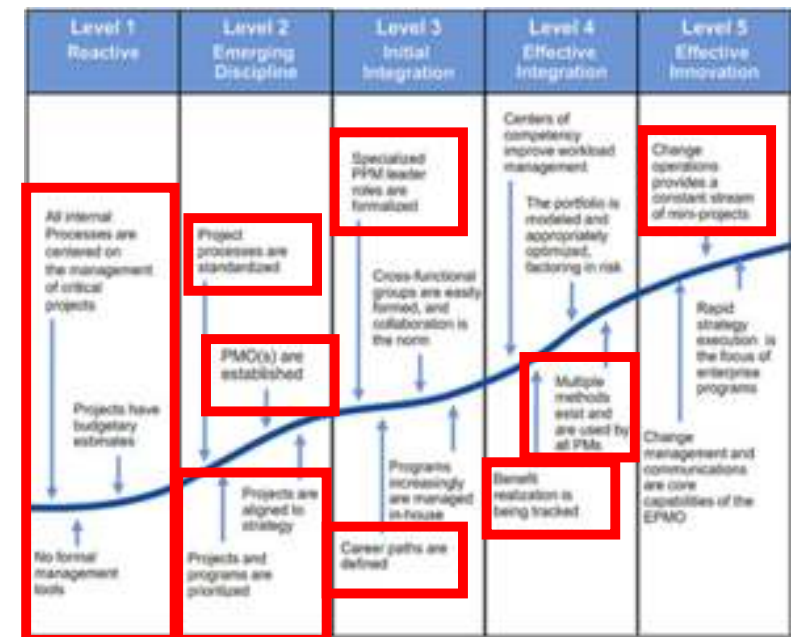 Level 1
Reactive
Level 2
Emerging
Discipline
Level 3
Initial
Integration
Level 4
Effective
Integration
Level 5
Effective
Innovation
All internal
Processes are
centered on
the management
of critical
projects
Projects have
budgetary
estimates
No formal
management
tools
Project
processes are
standardized
PMO(s) are
established
Projects are
aligned to
strategy
Projects and
programs are
prioritized
Specialized
PPM leader
roles are
formalized
Cross-functional
groups are easily
formed, and
collaboration is
the norm
Programs
increasingly
are managed
in-house
Career paths are
defined
Centers of
competency
improve workload
management
The portfolio is
modeled and
appropriately
optimized,
factoring in risk
Multiple
methods
exist and
are used by
all PMs
Benefit
realization is
being tracked
Change
operations
provides a
constant stream
of mini-projects
Rapid
strategy
execution is
the focus of
enterprise
programs
Change
management and
communications
are core
capabilities of the
EPMO